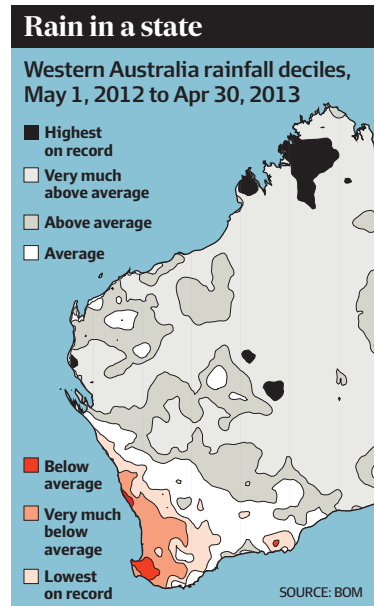 Rain in a state
Western Australia rainfall deciles,
May 1, 2012 to Apr 30, 2013
Highest
on record
Very much
above average
Above average
Average
Below
average
Very much
below
average
Lowest
on record
SOURCE: BOM